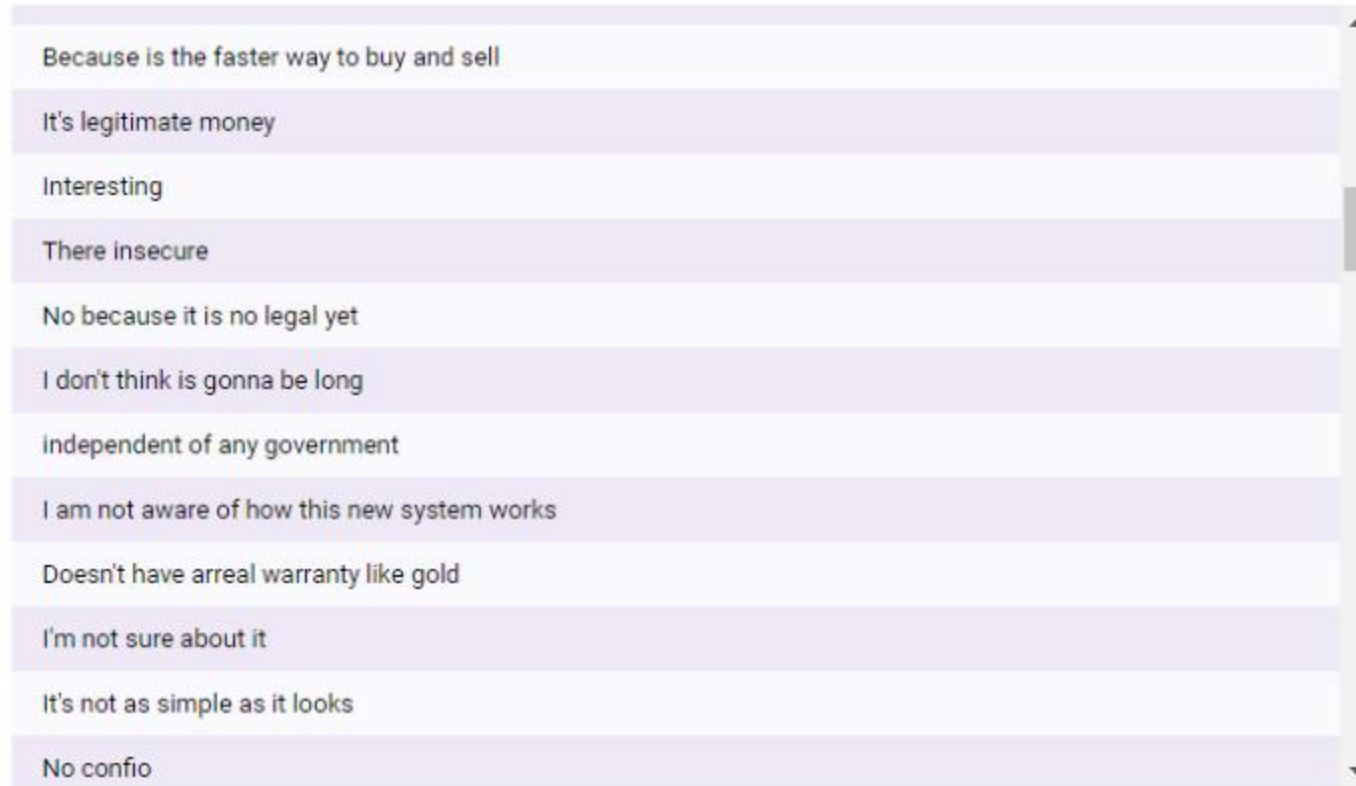 Because is the faster way to buy and sell
It's legitimate money
Interesting
There insecure
No because it is no legal yet
I don't think is gonna be long
independent of any government
I am not aware of how this new system works
Doesn't have arreal warranty like gold
I'm not sure about it
It's not as simple as it looks
No confio